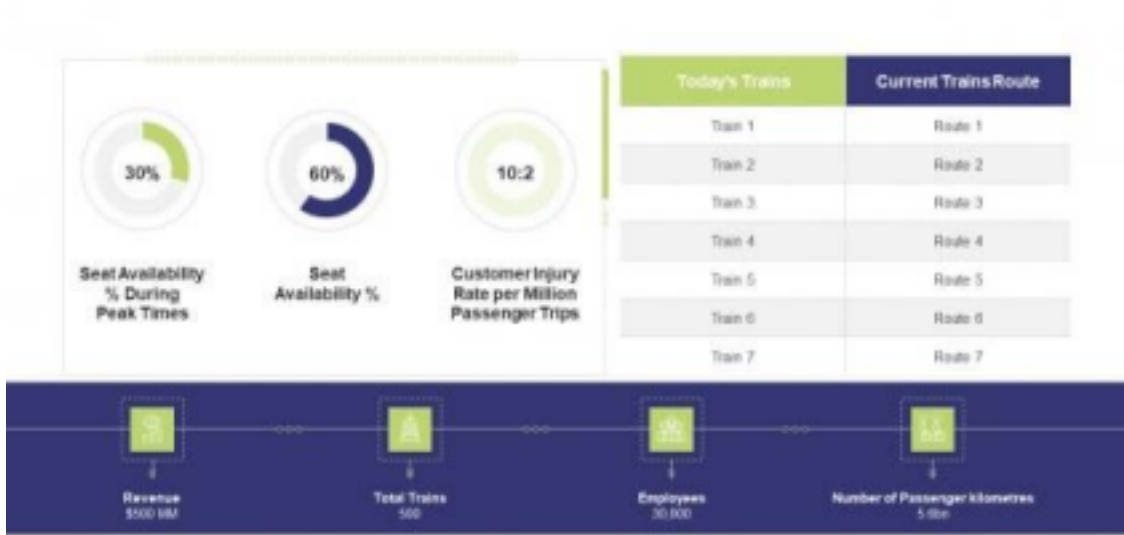 30%
60%
10:2
Seat Availability
% During
Peak Times
Seat
Availability %
Customer Injury
Rate per Million
Passenger Trips
Today's Trains Current Trains Route
Train 1 Route 1
Train 2 Route 2
Train 3 Route 3
Train 4 Route 4
Train 5 Route 5
Train 6 Route 6
Train 7 Route 7
Revenue
$500 MM
Total Trains
500
Employees
30,000
Number of Passenger kilometres
5.6bn